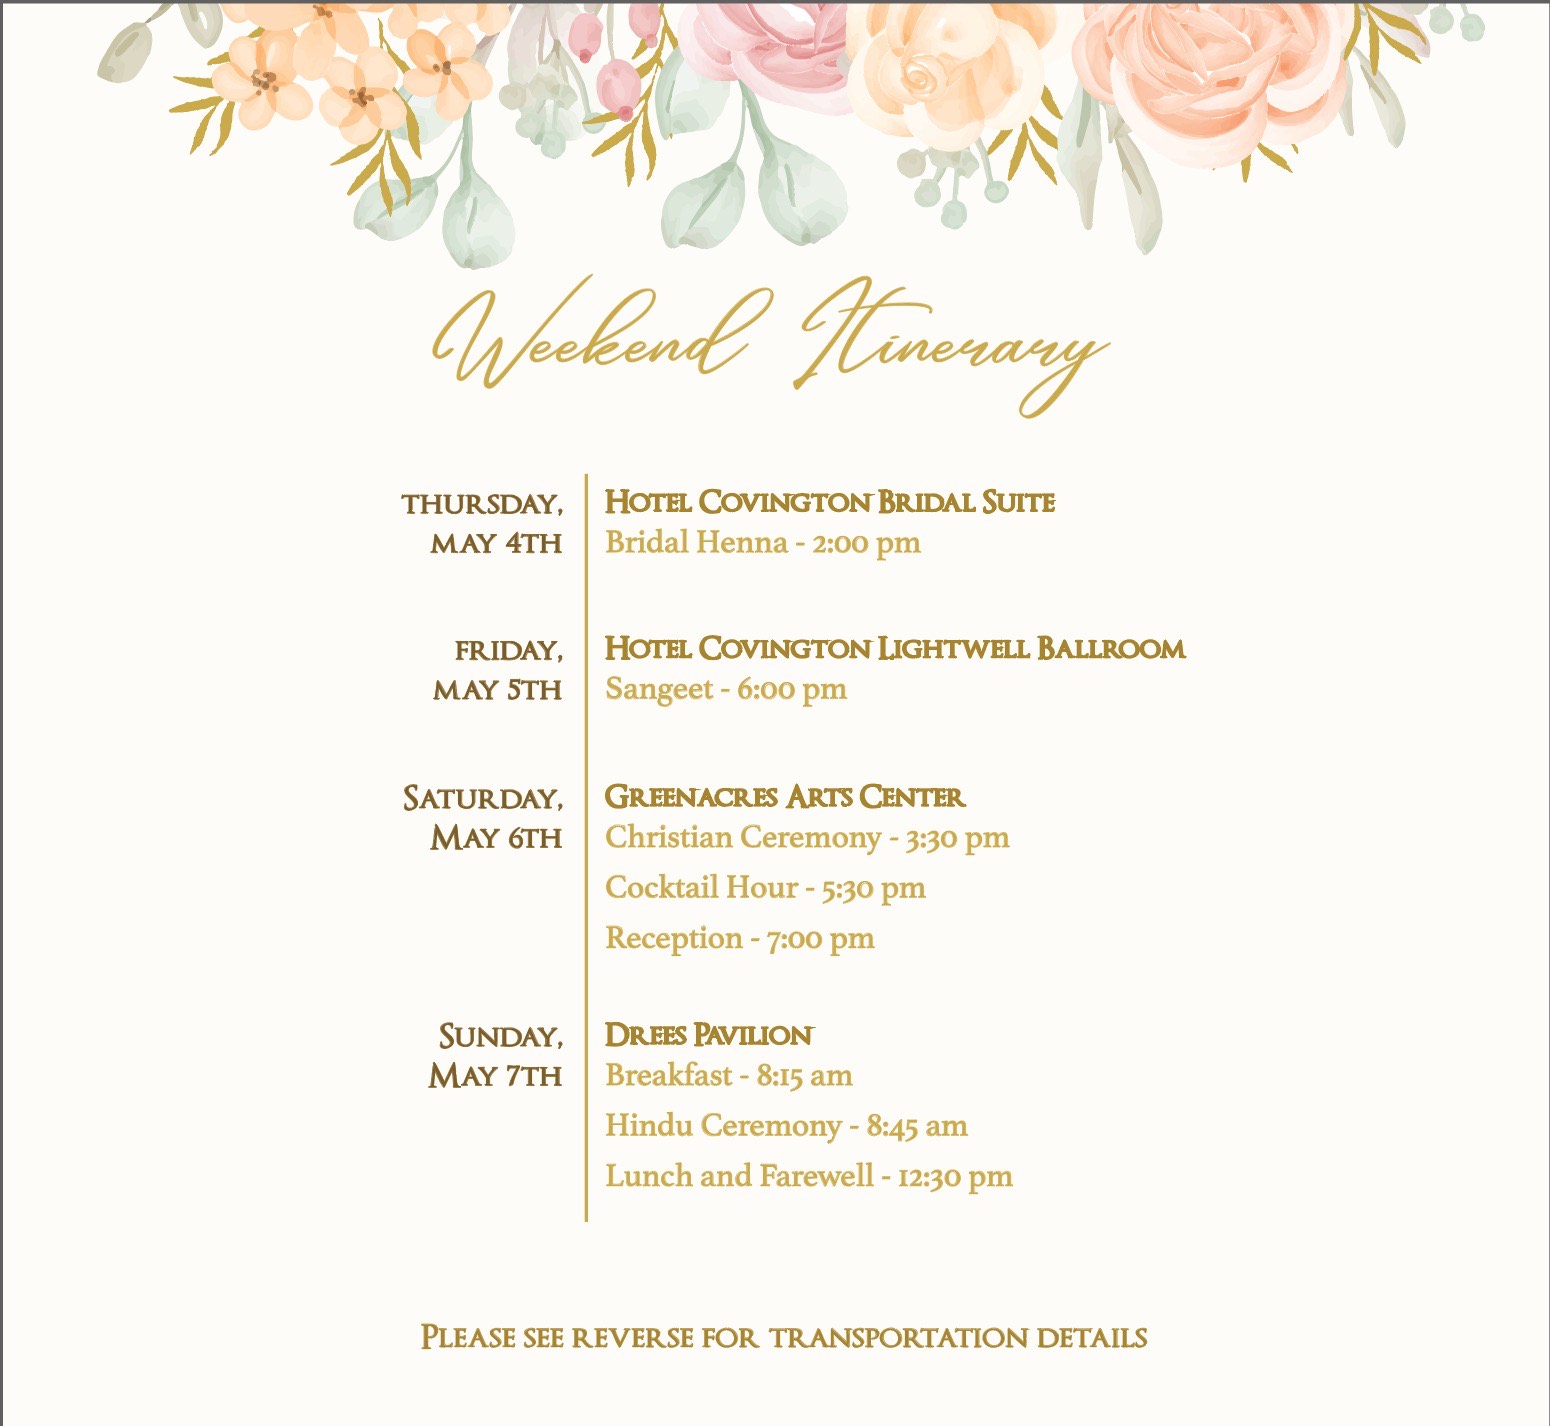 Weekend Itinerary
THURSDAY,
MAY 4TH
HOTEL COVINGTON BRIDAL SUITE
Bridal Henna - 2:00 pm
FRIDAY,
MAY 5TH
HOTEL COVINGTON LIGHTWELL BALLROOM
Sangeet - 6:00 pm
SATURDAY,
MAY 6TH
GREENACRES ARTS CENTER
Christian Ceremony - 3:30 pm
Cocktail Hour - 5:30 pm
Reception - 7:00 pm
SUNDAY,
MAY 7TH
DREES PAVILION
Breakfast - 8:15 am
Hindu Ceremony - 8:45 am
Lunch and Farewell - 12:30 pm
PLEASE SEE REVERSE FOR TRANSPORTATION DETAILS